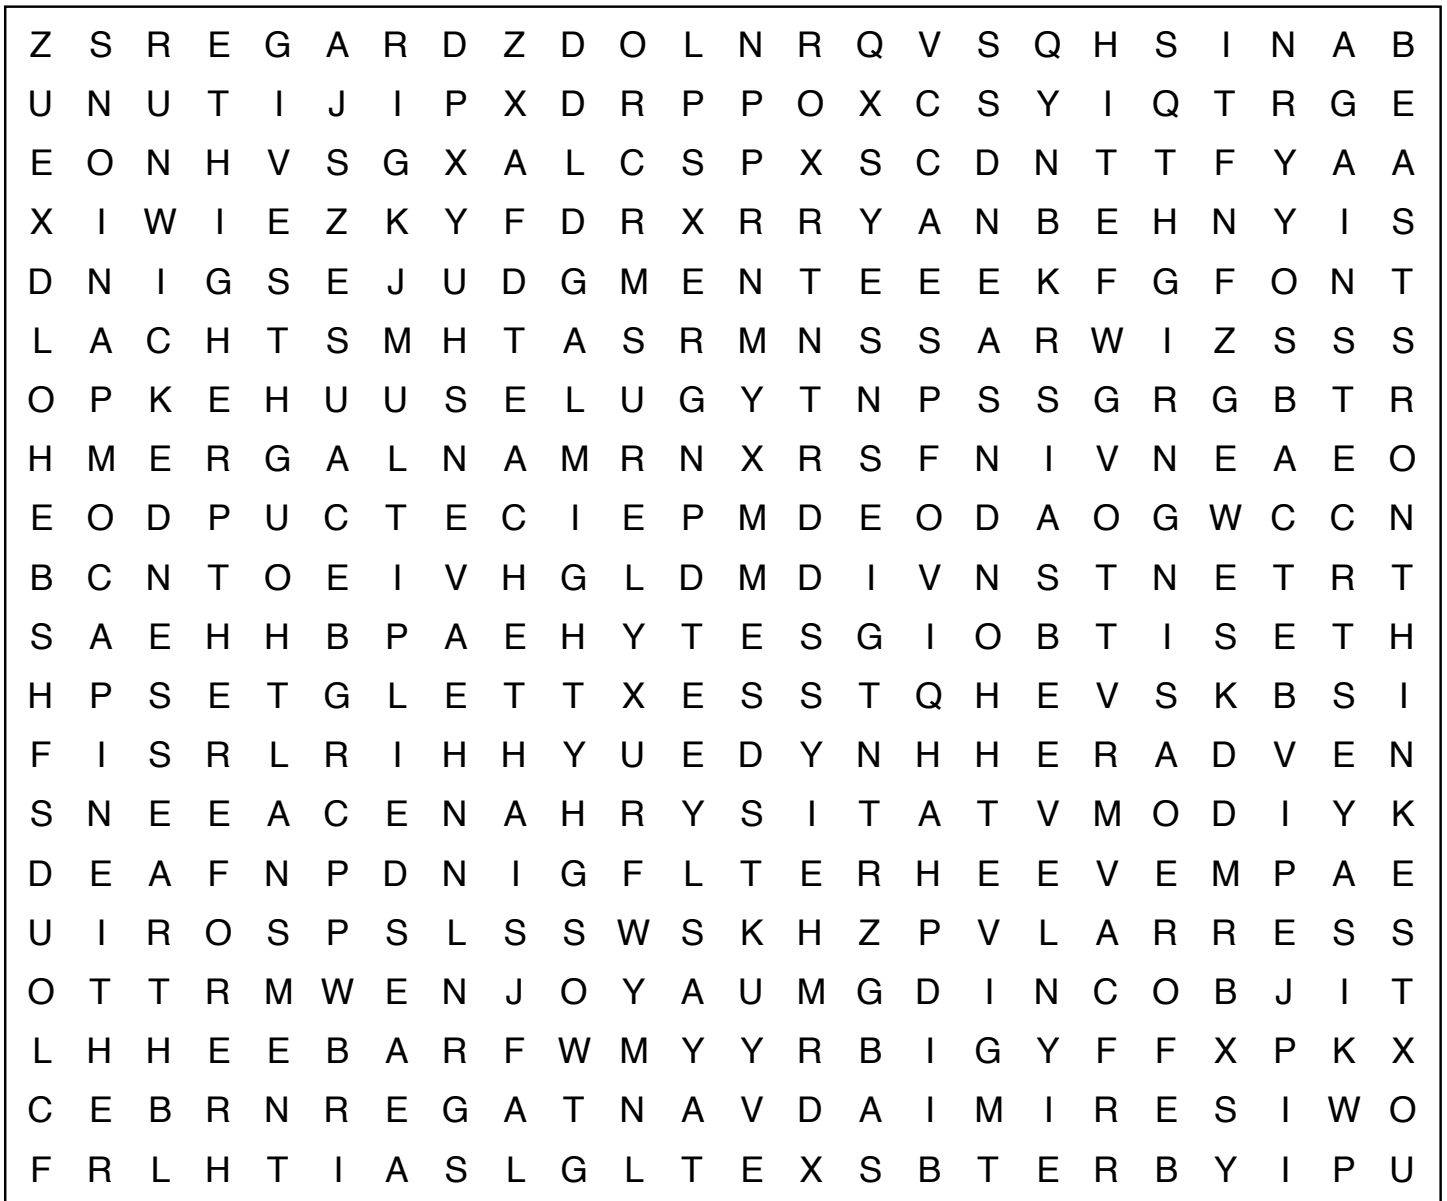 Z S R E G A R D Z D O L N R Q V S Q H S I N A B
U N U T I J I P X D R P P O X C S Y I Q T R G E
E O N H V S G X A L C S P X S C D N T T F Y A A
X I W I E Z K Y F D R X R R Y A N B E H N Y I S
D N I G S E J U D G M E N T E E E K F G F O N T
L A C H T S M H T A S R M N S S A R W I Z S S S
O P K E H U U S E L U G Y T N P S S G R G B T R
H M E R G A L N A M R N X R S F N I V N E A E O
E O D P U C T E C I E P M D E O D A O G W C C N
B C N T O E I V H G L D M D I V N S T N E T R T
S A E H H B P A E H Y T E S G I O B T I S E T H
H P S E T G L E T T X E S S T Q H E V S K B S I
F I S R L R I H H Y U E D Y N H H E R A D V E N
S N E E A C E N A H R Y S I T A T V M O D I Y K
D E A F N P D N I G F L T E R H E E V E M P A E
U I R O S P S L S S W S K H Z P V L A R R E S S
O T T R M W E N J O Y A U M G D I N C O B J I T
L H H E E B A R F W M Y Y R B I G Y F F X P K X
C E B R N R E G A T N A V D A I M I R E S I W O
F R L H T I A S L G L T E X S B T E R B Y I P U